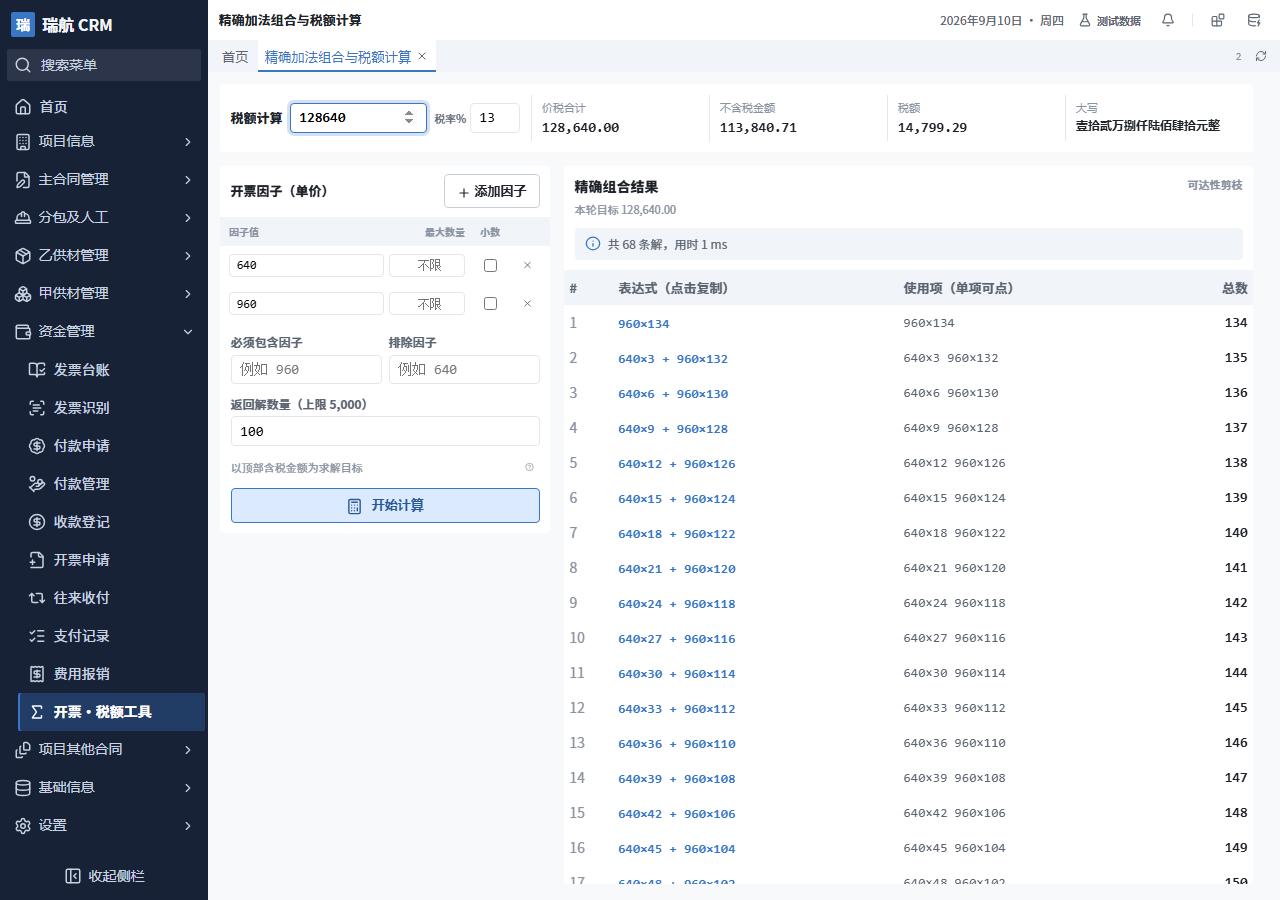 瑞 瑞航 CRM
搜索菜单
首页
项目信息
主合同管理
分包及人工
乙供材管理
甲供材管理
资金管理
发票台账
发票识别
付款申请
付款管理
收款登记
开票申请
往来收付
支付记录
费用报销
开票·税额工具
项目其他合同
基础信息
设置
收起侧栏
精确加法组合与税额计算
2026年9月10日 · 周四 测试数据
首页 精确加法组合与税额计算 × 2
税额计算 128640 税率% 13
价税合计
128,640.00
不含税金额
113,840.71
税额
14,799.29
大写
壹拾贰万捌仟陆佰肆拾元整
开票因子（单价） + 添加因子
因子值 最大数量 小数
640 不限 ×
960 不限 ×
必须包含因子 排除因子
例如 960 例如 640
返回解数量（上限 5,000）
100
以顶部含税金额为求解目标
开始计算
精确组合结果 可达性剪枝
本轮目标 128,640.00
共 68 条解，用时 1 ms
# 表达式（点击复制） 使用项（单项可点） 总数
1 960×134 960×134 134
2 640×3 + 960×132 640×3 960×132 135
3 640×6 + 960×130 640×6 960×130 136
4 640×9 + 960×128 640×9 960×128 137
5 640×12 + 960×126 640×12 960×126 138
6 640×15 + 960×124 640×15 960×124 139
7 640×18 + 960×122 640×18 960×122 140
8 640×21 + 960×120 640×21 960×120 141
9 640×24 + 960×118 640×24 960×118 142
10 640×27 + 960×116 640×27 960×116 143
11 640×30 + 960×114 640×30 960×114 144
12 640×33 + 960×112 640×33 960×112 145
13 640×36 + 960×110 640×36 960×110 146
14 640×39 + 960×108 640×39 960×108 147
15 640×42 + 960×106 640×42 960×106 148
16 640×45 + 960×104 640×45 960×104 149
17 640×48 + 960×102 640×48 960×102 150